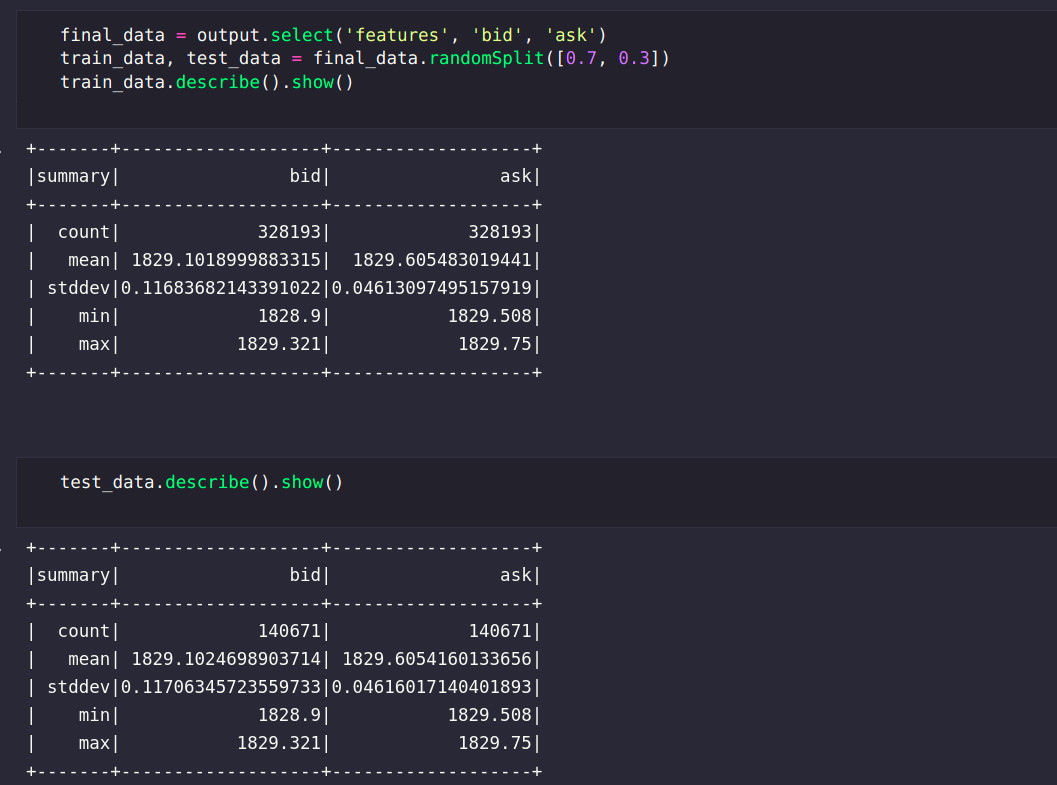 final_data = output.select('features', 'bid', 'ask')
train_data, test_data = final_data.randomSplit([0.7, 0.3])
train_data.describe().show()
+-------+-------------------+-------------------+
|summary|                bid|                ask|
+-------+-------------------+-------------------+
|  count|             328193|             328193|
|   mean| 1829.1018999883315|  1829.605483019441|
| stddev|0.11683682143391022|0.04613097495157919|
|    min|             1828.9|           1829.508|
|    max|           1829.321|            1829.75|
+-------+-------------------+-------------------+
test_data.describe().show()
+-------+-------------------+-------------------+
|summary|                bid|                ask|
+-------+-------------------+-------------------+
|  count|             140671|             140671|
|   mean| 1829.1024698903714| 1829.6054160133656|
| stddev|0.11706345723559733|0.04616017140401893|
|    min|             1828.9|           1829.508|
|    max|           1829.321|            1829.75|
+-------+-------------------+-------------------+